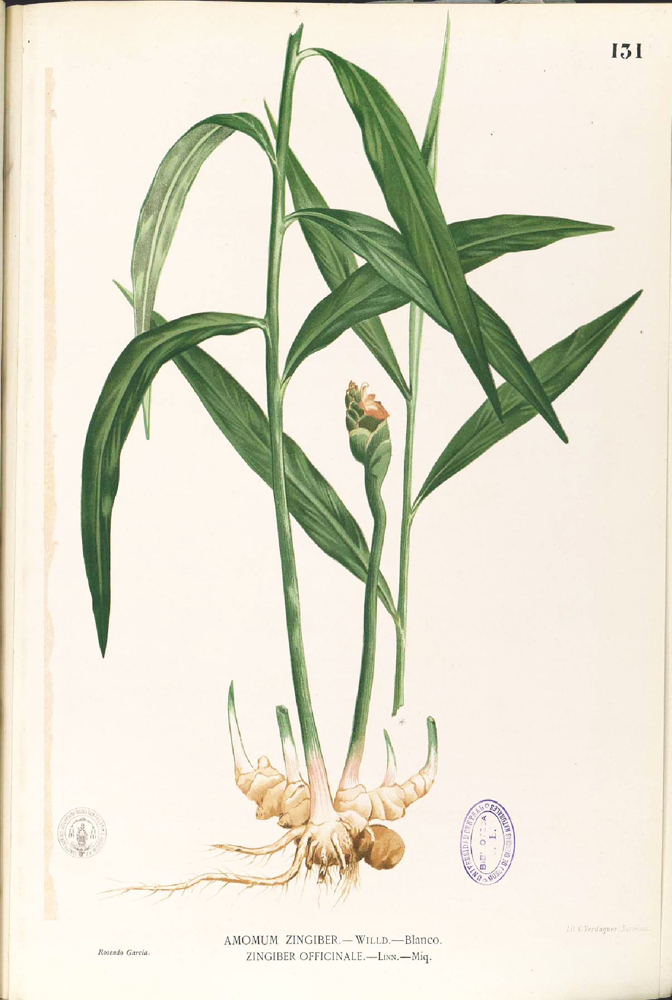 131
UNIVERSIDAD CENTRAL
MUSEO DE CIENCIAS NATURALES
Lit. C. Verdaguer. Barcelona.
AMOMUM ZINGIBER.—WILLD.—Blanco.
Rosendo García.
ZINGIBER OFFICINALE.—LINN.—Miq.